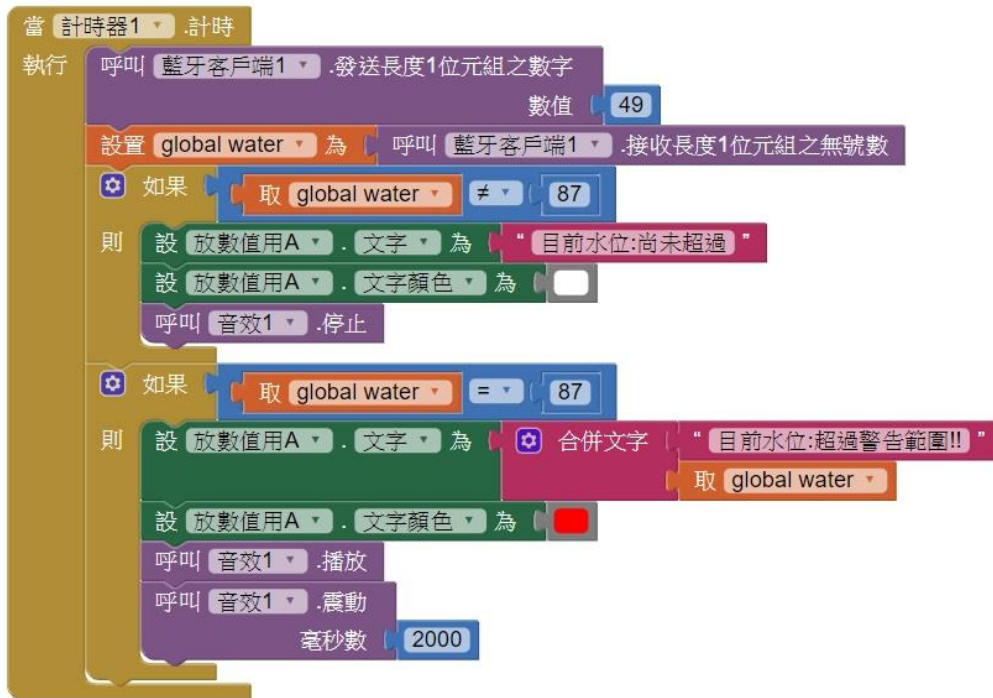 當 計時器1 .計時
執行 呼叫 藍牙客戶端1 .發送長度1位元組之數字
數值 49
設置 global water 為 呼叫 藍牙客戶端1 .接收長度1位元組之無號數
如果 取 global water ≠ 87
則 設 放數值用A . 文字 為 “ 目前水位:尚未超過 ”
設 放數值用A . 文字顏色 為
呼叫 音效1 .停止
如果 取 global water = 87
則 設 放數值用A . 文字 為 合併文字 “ 目前水位:超過警告範圍!! ”
取 global water
設 放數值用A . 文字顏色 為
呼叫 音效1 .播放
呼叫 音效1 .震動
毫秒數 2000